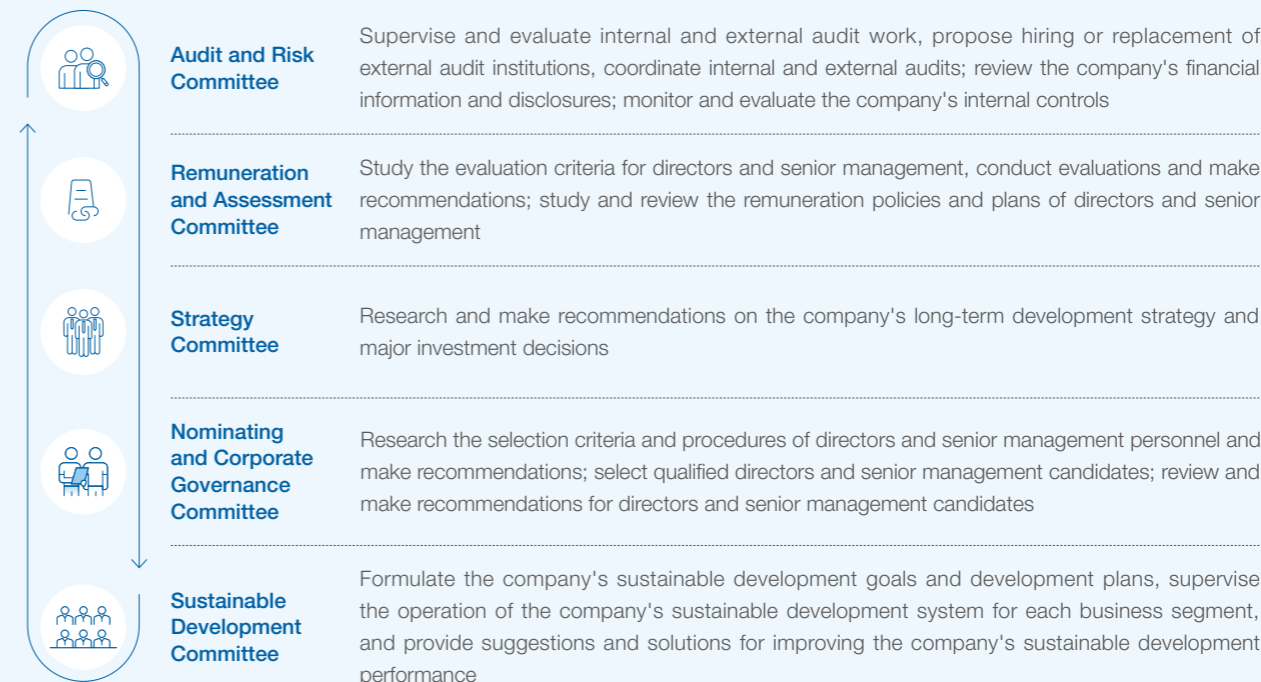 Audit and Risk
Committee
Supervise and evaluate internal and external audit work, propose hiring or replacement of
external audit institutions, coordinate internal and external audits; review the company's financial
information and disclosures; monitor and evaluate the company's internal controls
Remuneration
and Assessment
Committee
Study the evaluation criteria for directors and senior management, conduct evaluations and make
recommendations; study and review the remuneration policies and plans of directors and senior
management
Strategy
Committee
Research and make recommendations on the company's long-term development strategy and
major investment decisions
Nominating
and Corporate
Governance
Committee
Research the selection criteria and procedures of directors and senior management personnel and
make recommendations; select qualified directors and senior management candidates; review and
make recommendations for directors and senior management candidates
Sustainable
Development
Committee
Formulate the company's sustainable development goals and development plans, supervise
the operation of the company's sustainable development system for each business segment,
and provide suggestions and solutions for improving the company's sustainable development
performance